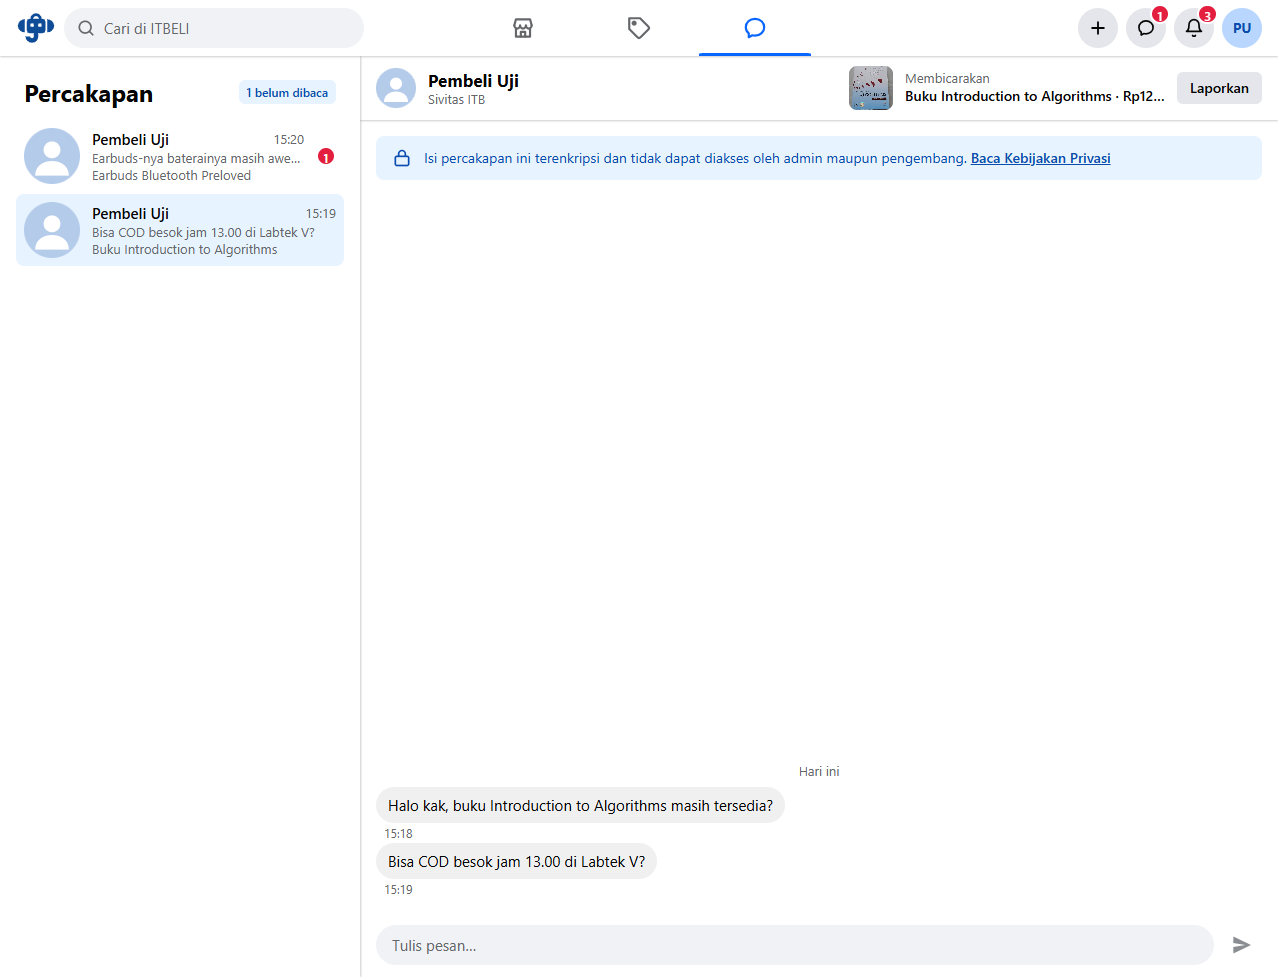 Cari di ITBELI
1
3
PU
Percakapan
1 belum dibaca
Pembeli Uji
15:20
Earbuds-nya baterainya masih awe...
1
Earbuds Bluetooth Preloved
Pembeli Uji
15:19
Bisa COD besok jam 13.00 di Labtek V?
Buku Introduction to Algorithms
Pembeli Uji
Sivitas ITB
Membicarakan
Buku Introduction to Algorithms · Rp12...
Laporkan
Isi percakapan ini terenkripsi dan tidak dapat diakses oleh admin maupun pengembang. Baca Kebijakan Privasi
Hari ini
Halo kak, buku Introduction to Algorithms masih tersedia?
15:18
Bisa COD besok jam 13.00 di Labtek V?
15:19
Tulis pesan...